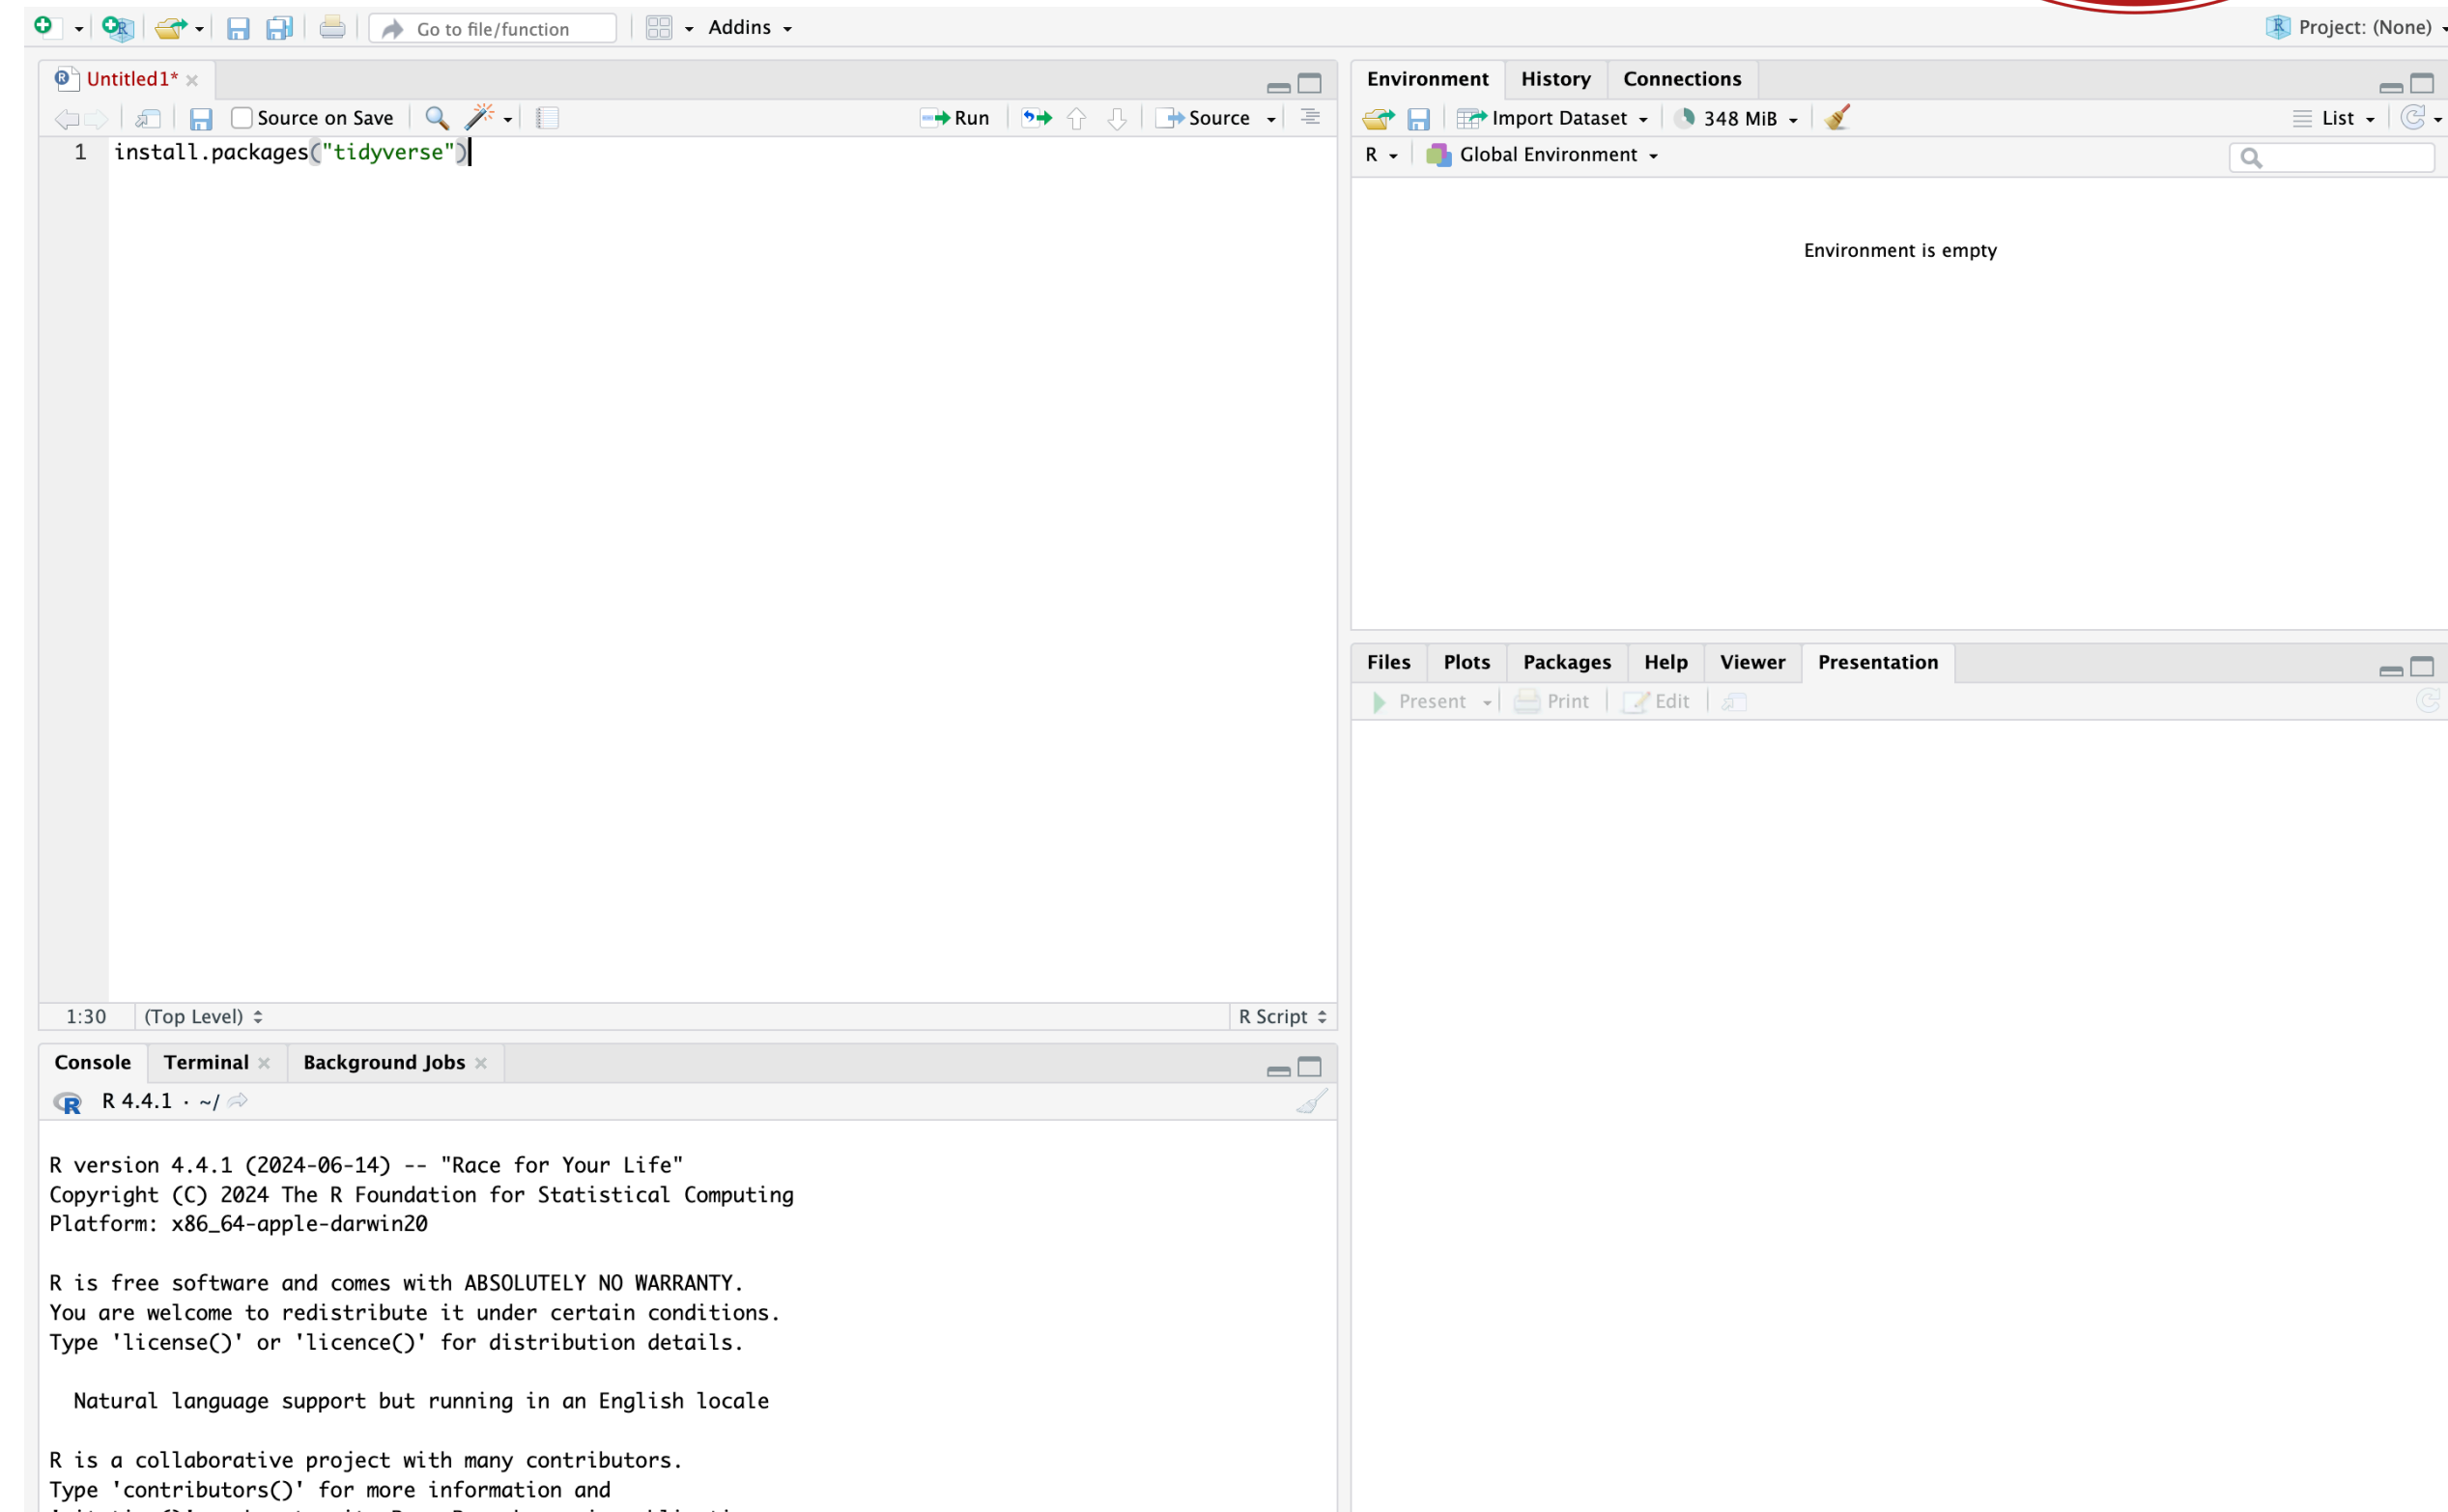 Go to file/function
Addins
Project: (None)
Untitled1*
Source on Save
Run
Source
1 install.packages("tidyverse")
1:30 (Top Level)
R Script
Console Terminal Background Jobs
R 4.4.1 · ~/
R version 4.4.1 (2024-06-14) -- "Race for Your Life"
Copyright (C) 2024 The R Foundation for Statistical Computing
Platform: x86_64-apple-darwin20
R is free software and comes with ABSOLUTELY NO WARRANTY.
You are welcome to redistribute it under certain conditions.
Type 'license()' or 'licence()' for distribution details.
Natural language support but running in an English locale
R is a collaborative project with many contributors.
Type 'contributors()' for more information and
Environment History Connections
Import Dataset 348 MiB List
R Global Environment
Environment is empty
Files Plots Packages Help Viewer Presentation
Present Print Edit